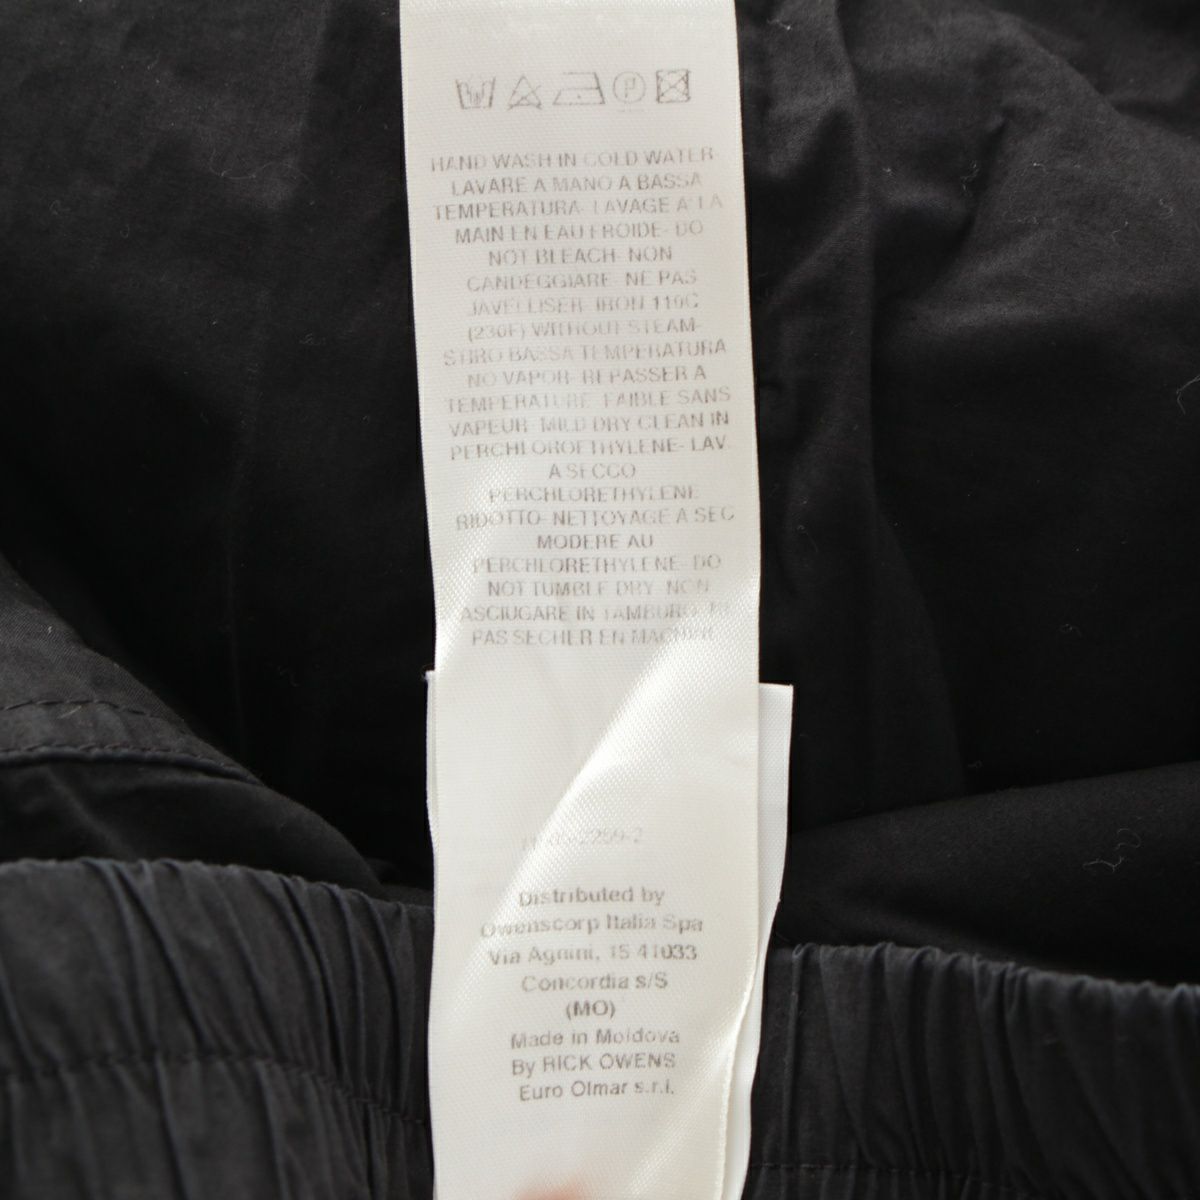 HAND WASH IN COLD WATER-
LAVARE A MANO A BASSA
TEMPERATURA- LAVAGE A' LA
MAIN EN EAU FROIDE- DO
NOT BLEACH- NON
CANDEGGIARE- NE PAS
JAVELLISER- IRON 110C
(230F) WITHOUT STEAM-
STIRO BASSA TEMPERATURA
NO VAPOR- REPASSER A
TEMPERATURE FAIBLE SANS
VAPEUR- MILD DRY CLEAN IN
PERCHLOROETHYLENE- LAV.
A SECCO
PERCHLORETHYLENE
RIDOTTO- NETTOYAGE A SEC
MODERE AU
PERCHLORETHYLENE- DO
NOT TUMBLE DRY- NON
ASCIUGARE IN TAMBURO- NE
PAS SECHER EN MACHINE
Distributed by
Owenscorp Italia Spa
Via Agnini, 15 41033
Concordia s/S
(MO)
Made in Moldova
By RICK OWENS
Euro Olmar s.r.l.